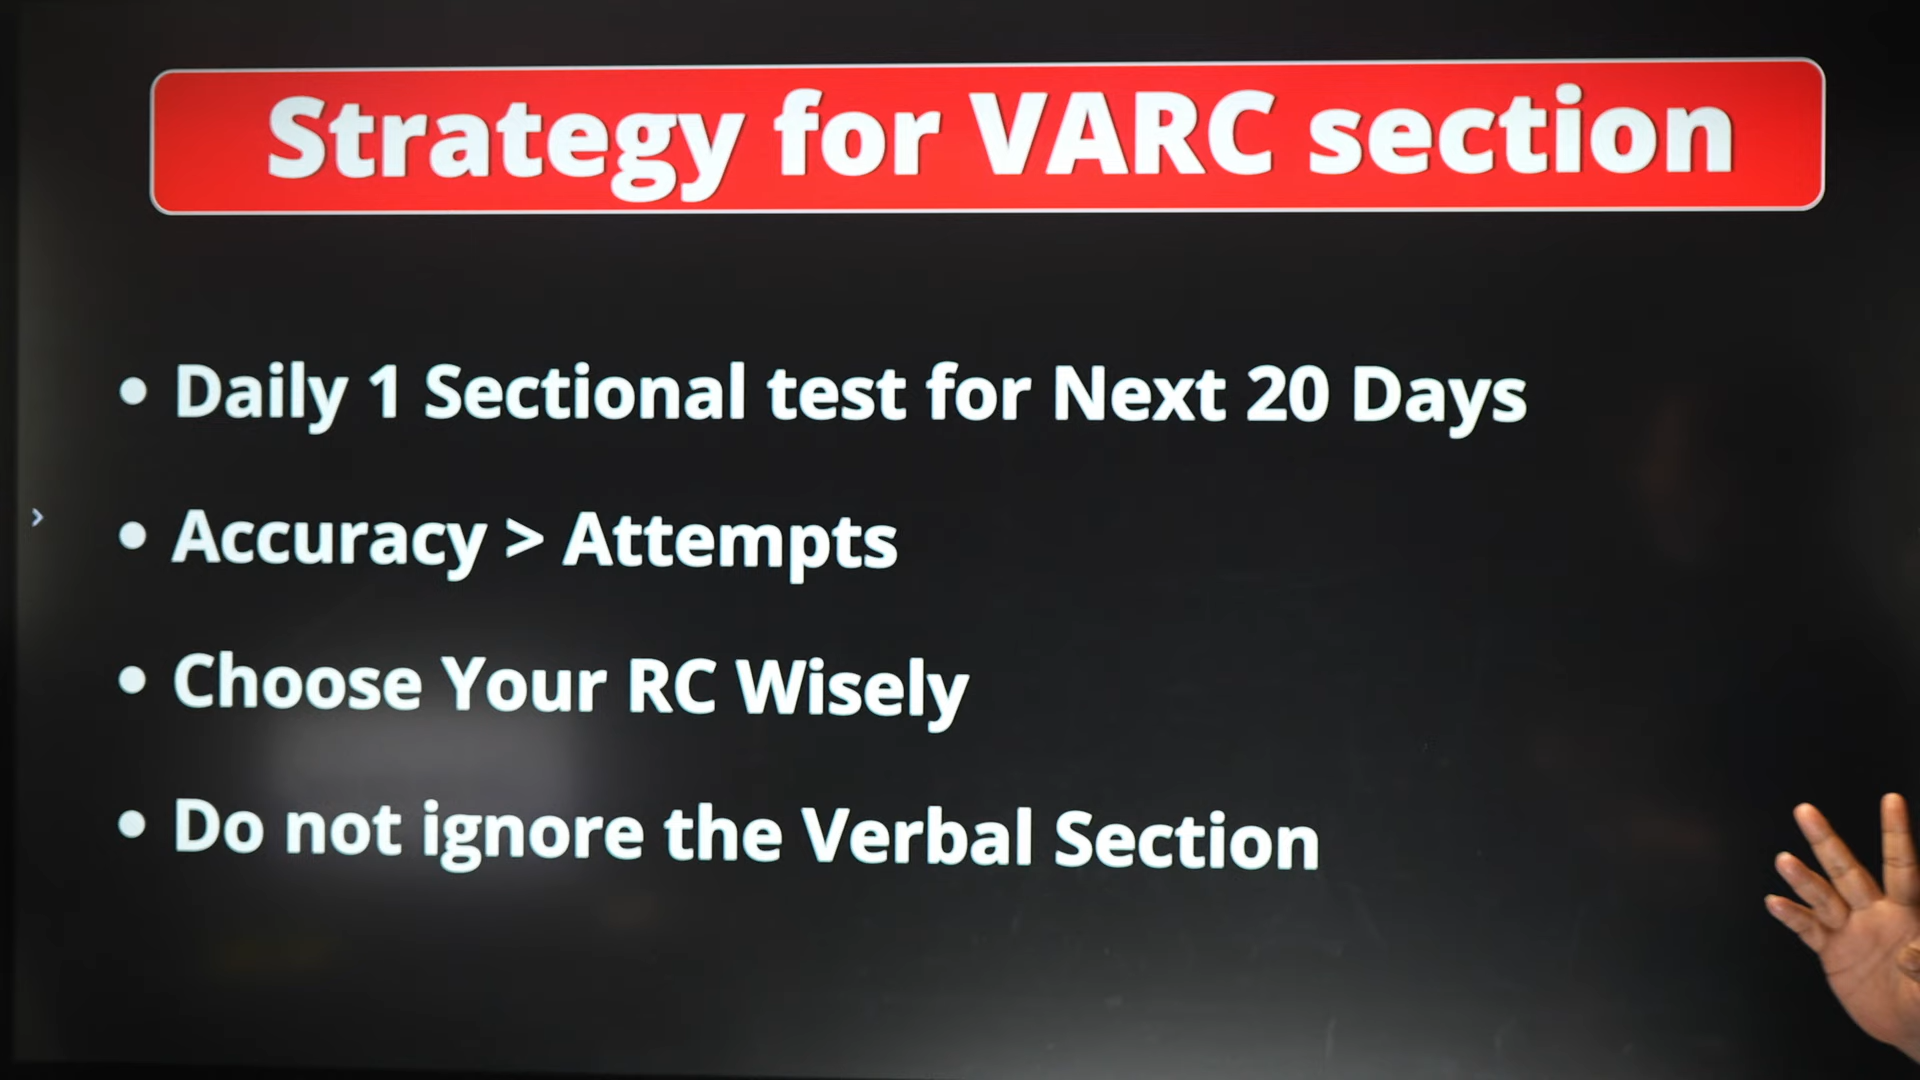 Strategy for VARC section
• Daily 1 Sectional test for Next 20 Days
• Accuracy > Attempts
• Choose Your RC Wisely
• Do not ignore the Verbal Section